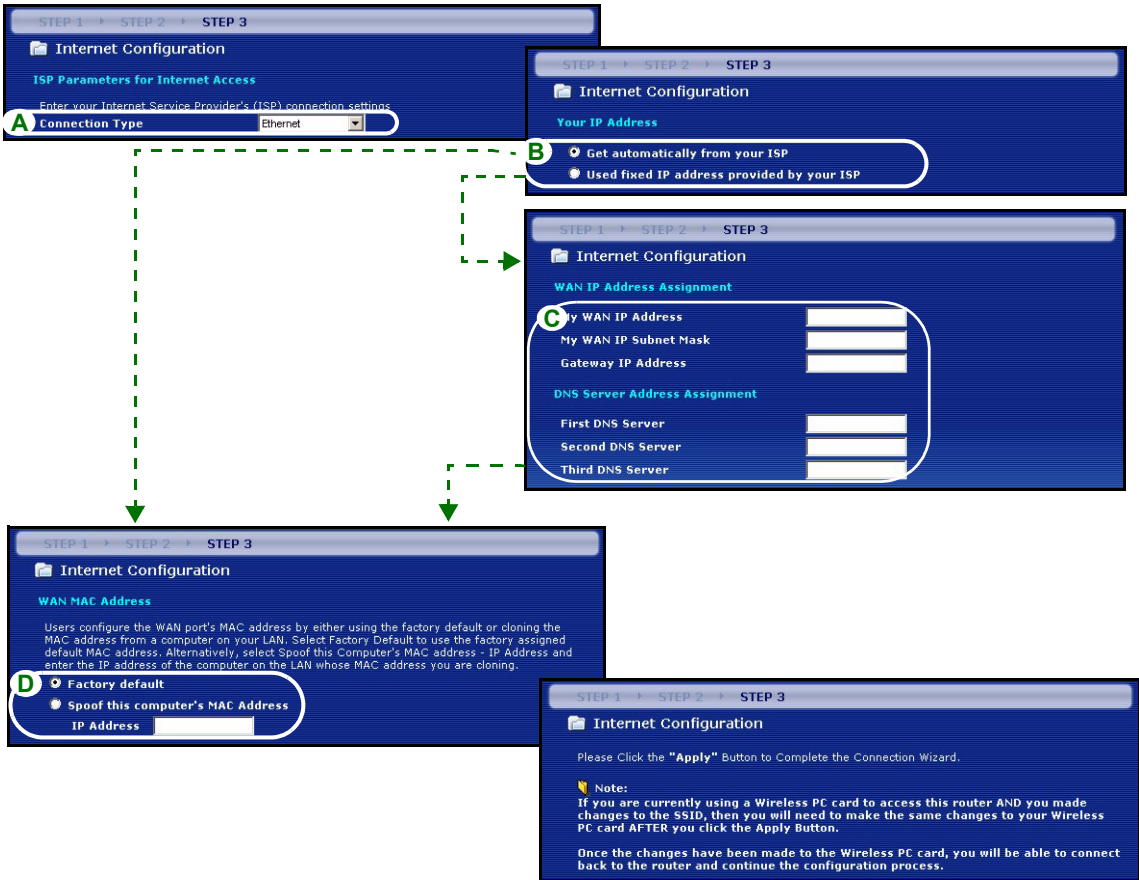 STEP 1 STEP 2 STEP 3
Internet Configuration
ISP Parameters for Internet Access
Enter your Internet Service Provider's (ISP) connection settings
A Connection Type Ethernet
STEP 1 STEP 2 STEP 3
Internet Configuration
Your IP Address
B Get automatically from your ISP
Used fixed IP address provided by your ISP
STEP 1 STEP 2 STEP 3
Internet Configuration
WAN IP Address Assignment
C My WAN IP Address
My WAN IP Subnet Mask
Gateway IP Address
DNS Server Address Assignment
First DNS Server
Second DNS Server
Third DNS Server
STEP 1 STEP 2 STEP 3
Internet Configuration
WAN MAC Address
Users configure the WAN port's MAC address by either using the factory default or cloning the
MAC address from a computer on your LAN. Select Factory Default to use the factory assigned
default MAC address. Alternatively, select Spoof this Computer's MAC address - IP Address and
enter the IP address of the computer on the LAN whose MAC address you are cloning.
D Factory default
Spoof this computer's MAC Address
IP Address
STEP 1 STEP 2 STEP 3
Internet Configuration
Please Click the "Apply" Button to Complete the Connection Wizard.
Note:
If you are currently using a Wireless PC card to access this router AND you made
changes to the SSID, then you will need to make the same changes to your Wireless
PC card AFTER you click the Apply Button.
Once the changes have been made to the Wireless PC card, you will be able to connect
back to the router and continue the configuration process.